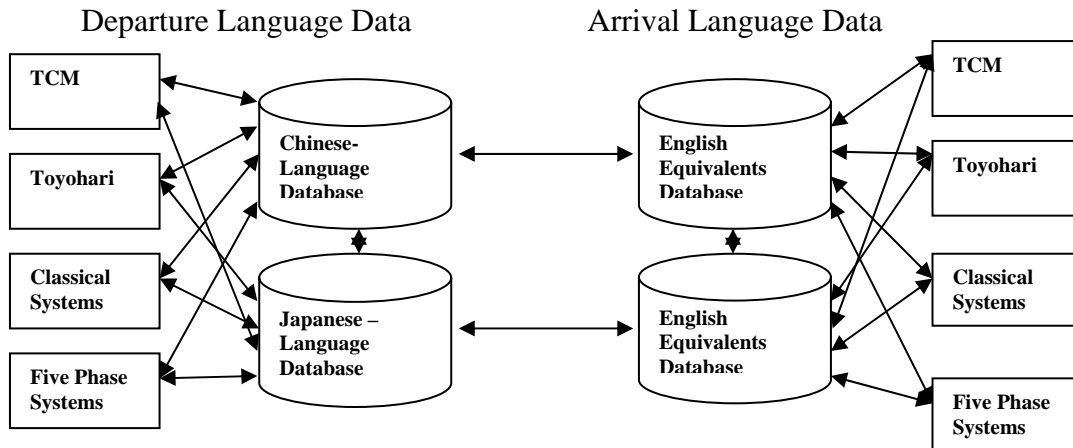 Departure Language Data
Arrival Language Data
TCM
Toyohari
Classical
Systems
Five Phase
Systems
Chinese-
Language
Database
Japanese –
Language
Database
English
Equivalents
Database
English
Equivalents
Database
TCM
Toyohari
Classical
Systems
Five Phase
Systems